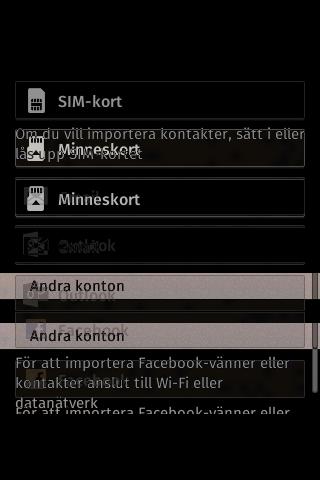 SIM-kort
Om du vill importera kontakter, sätt i eller
lås upp SIM-kortet
Minneskort
Minneskort
Outlook
Andra konton
Outlook
Facebook
Andra konton
För att importera Facebook-vänner eller
kontakter anslut till Wi-Fi eller
Facebook
datanätverk
För att importera Facebook-vänner eller